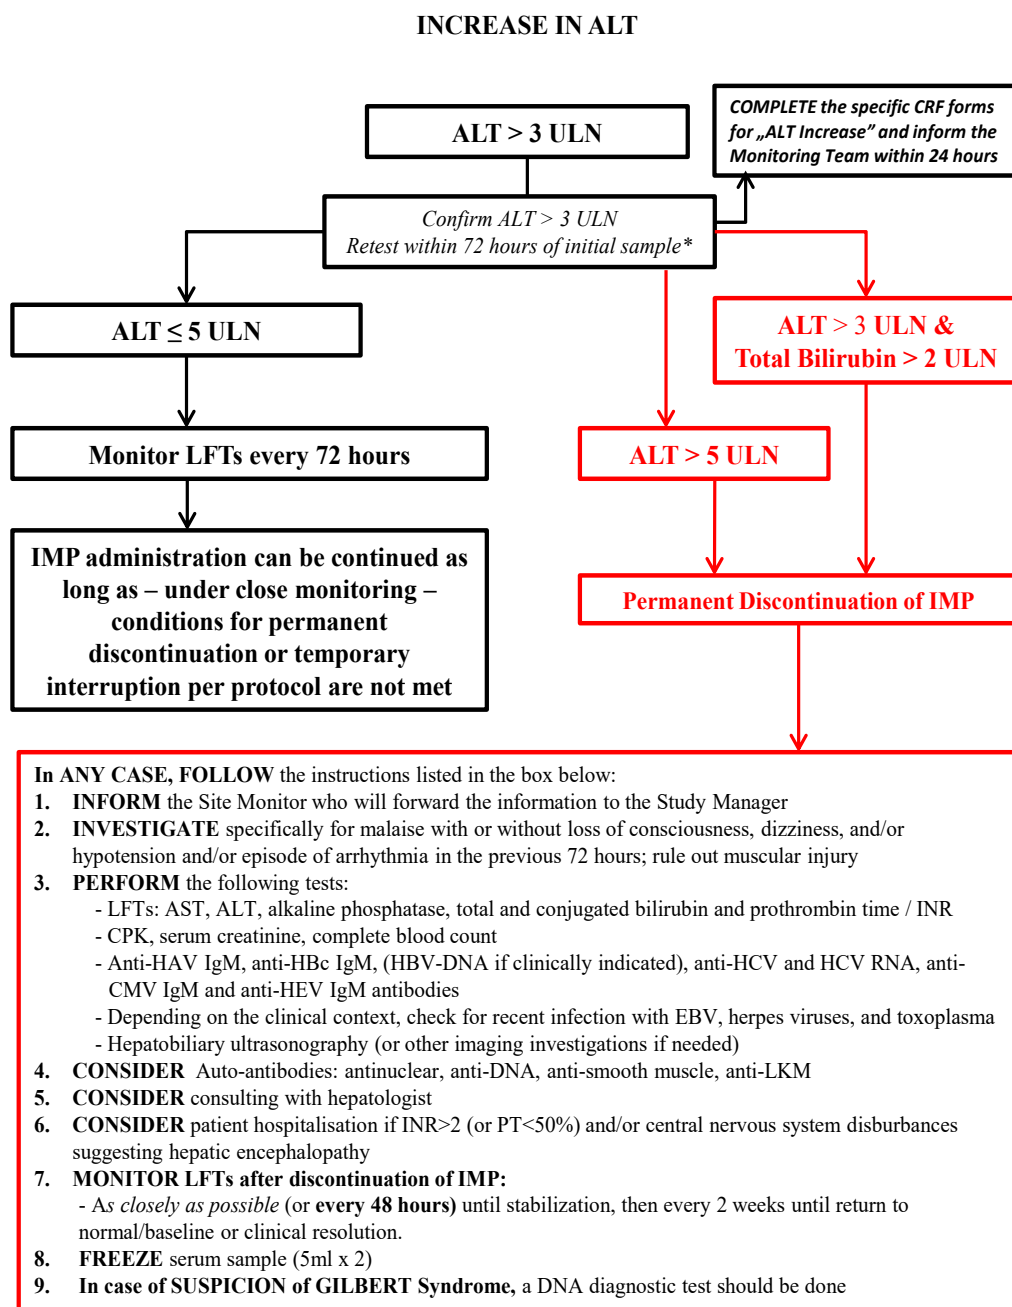 INCREASE IN ALT
ALT > 3 ULN
COMPLETE the specific CRF forms
for „ALT Increase” and inform the
Monitoring Team within 24 hours
Confirm ALT > 3 ULN
Retest within 72 hours of initial sample*
ALT ≤ 5 ULN
ALT > 3 ULN &
Total Bilirubin > 2 ULN
Monitor LFTs every 72 hours
ALT > 5 ULN
IMP administration can be continued as
long as – under close monitoring –
conditions for permanent
discontinuation or temporary
interruption per protocol are not met
Permanent Discontinuation of IMP
In ANY CASE, FOLLOW the instructions listed in the box below:
1. INFORM the Site Monitor who will forward the information to the Study Manager
2. INVESTIGATE specifically for malaise with or without loss of consciousness, dizziness, and/or
hypotension and/or episode of arrhythmia in the previous 72 hours; rule out muscular injury
3. PERFORM the following tests:
- LFTs: AST, ALT, alkaline phosphatase, total and conjugated bilirubin and prothrombin time / INR
- CPK, serum creatinine, complete blood count
- Anti-HAV IgM, anti-HBc IgM, (HBV-DNA if clinically indicated), anti-HCV and HCV RNA, anti-
CMV IgM and anti-HEV IgM antibodies
- Depending on the clinical context, check for recent infection with EBV, herpes viruses, and toxoplasma
- Hepatobiliary ultrasonography (or other imaging investigations if needed)
4. CONSIDER Auto-antibodies: antinuclear, anti-DNA, anti-smooth muscle, anti-LKM
5. CONSIDER consulting with hepatologist
6. CONSIDER patient hospitalisation if INR>2 (or PT<50%) and/or central nervous system disturbances
suggesting hepatic encephalopathy
7. MONITOR LFTs after discontinuation of IMP:
- As closely as possible (or every 48 hours) until stabilization, then every 2 weeks until return to
normal/baseline or clinical resolution.
8. FREEZE serum sample (5ml x 2)
9. In case of SUSPICION of GILBERT Syndrome, a DNA diagnostic test should be done